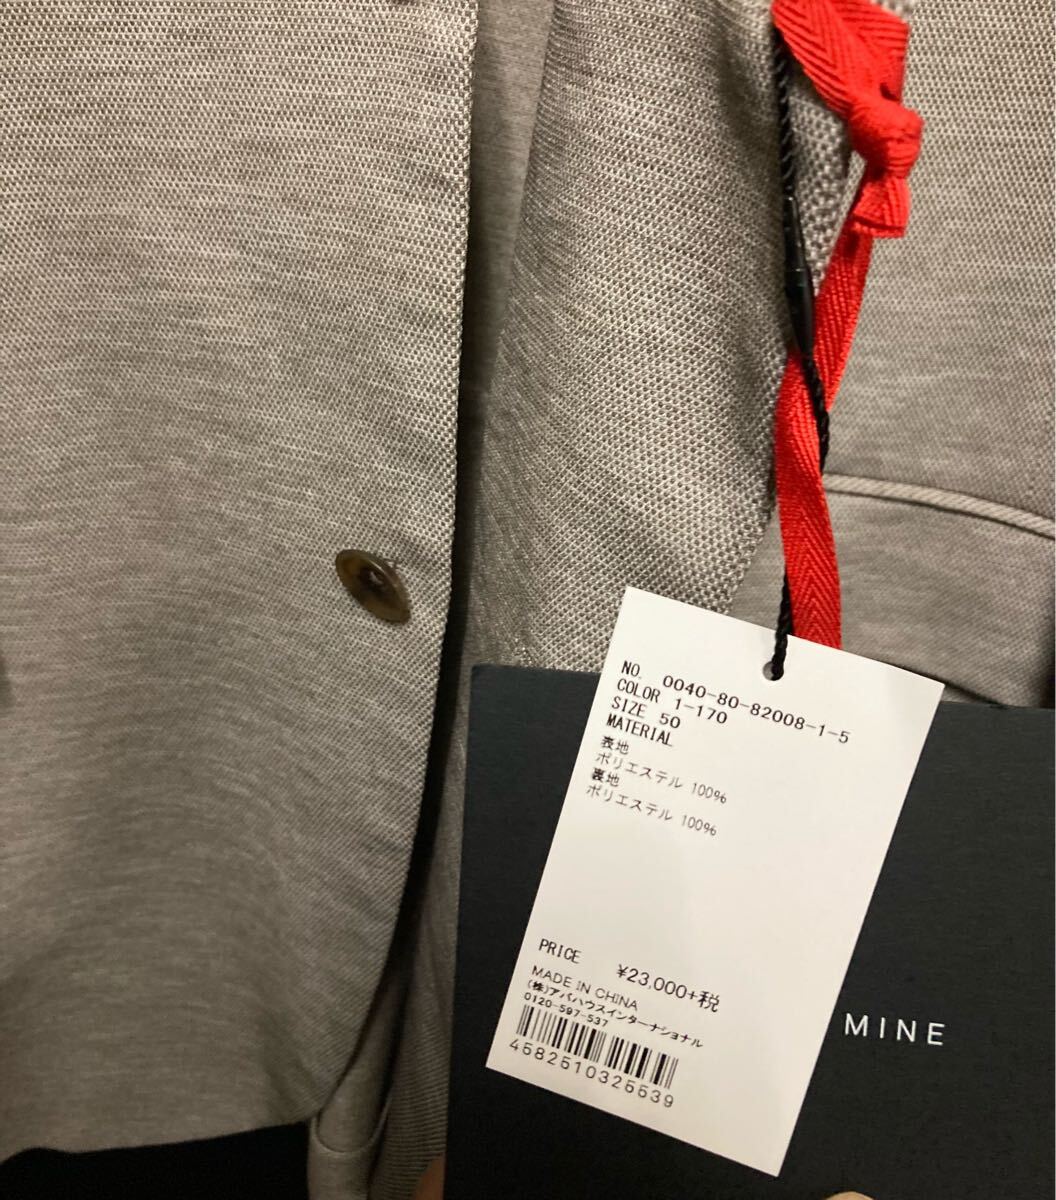 NO. 0040-80-82008-1-5
COLOR 1-170
SIZE 50
MATERIAL
表地
ポリエステル 100%
裏地
ポリエステル 100%
PRICE ¥23,000+税
MADE IN CHINA
(株)アバハウスインターナショナル
0120-597-537
4582510325539
MINE